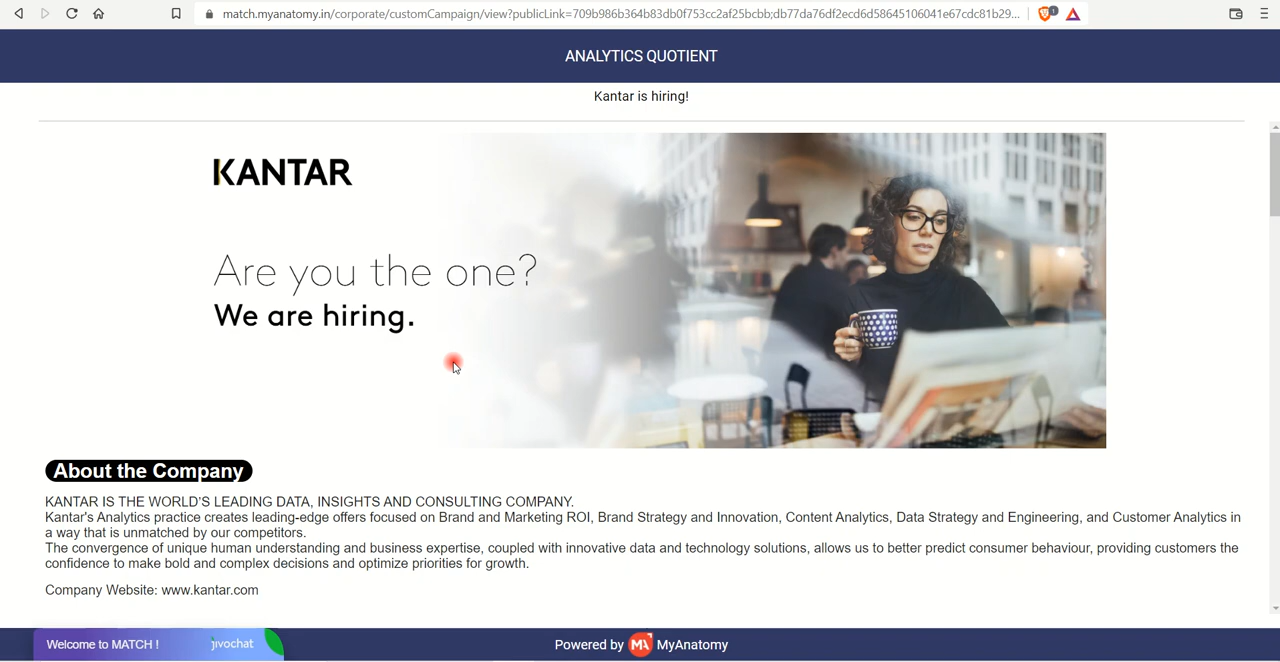 match.myanatomy.in/corporate/customCampaign/view?publicLink=709b986b364b83db0f753cc2af25bcbb;db77da76df2ecd6d58645106041e67cdc81b29...
1
ANALYTICS QUOTIENT
Kantar is hiring!
KANTAR
Are you the one?
We are hiring.
About the Company
KANTAR IS THE WORLD'S LEADING DATA, INSIGHTS AND CONSULTING COMPANY.
Kantar's Analytics practice creates leading-edge offers focused on Brand and Marketing ROI, Brand Strategy and Innovation, Content Analytics, Data Strategy and Engineering, and Customer Analytics in
a way that is unmatched by our competitors.
The convergence of unique human understanding and business expertise, coupled with innovative data and technology solutions, allows us to better predict consumer behaviour, providing customers the
confidence to make bold and complex decisions and optimize priorities for growth.
Company Website: www.kantar.com
Welcome to MATCH ! jivochat
Powered by MA MyAnatomy